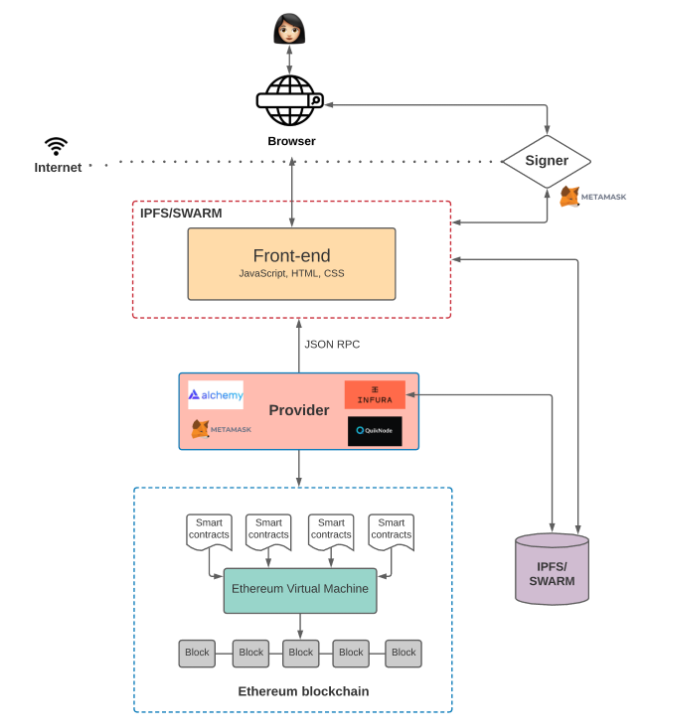 Browser
Internet
Signer
METAMASK
IPFS/SWARM
Front-end
JavaScript, HTML, CSS
JSON RPC
alchemy
Provider
INFURA
METAMASK
QuikNode
Smart
contracts
Smart
contracts
Smart
contracts
Smart
contracts
IPFS/
SWARM
Ethereum Virtual Machine
Block
Block
Block
Block
Block
Ethereum blockchain